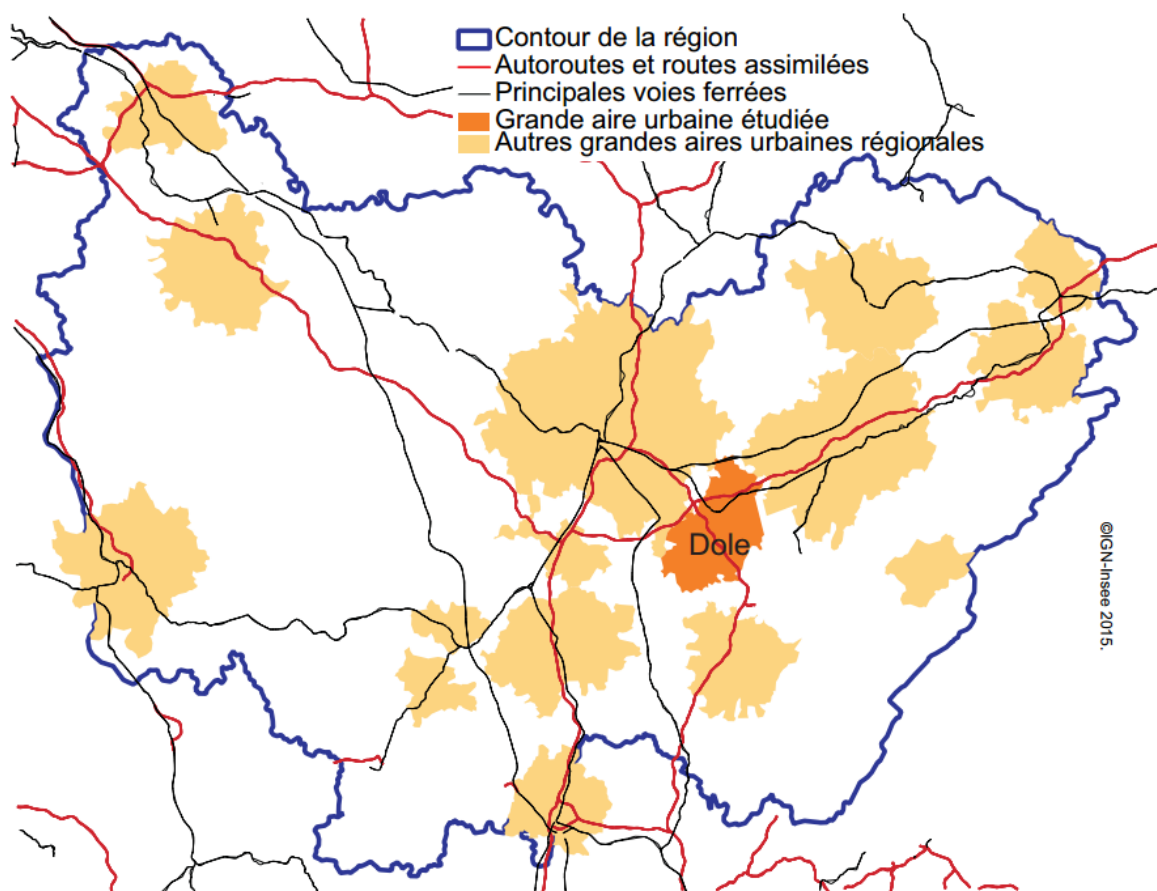 Contour de la région
Autoroutes et routes assimilées
Principales voies ferrées
Grande aire urbaine étudiée
Autres grandes aires urbaines régionales
Dole
©IGN-Insee 2015.